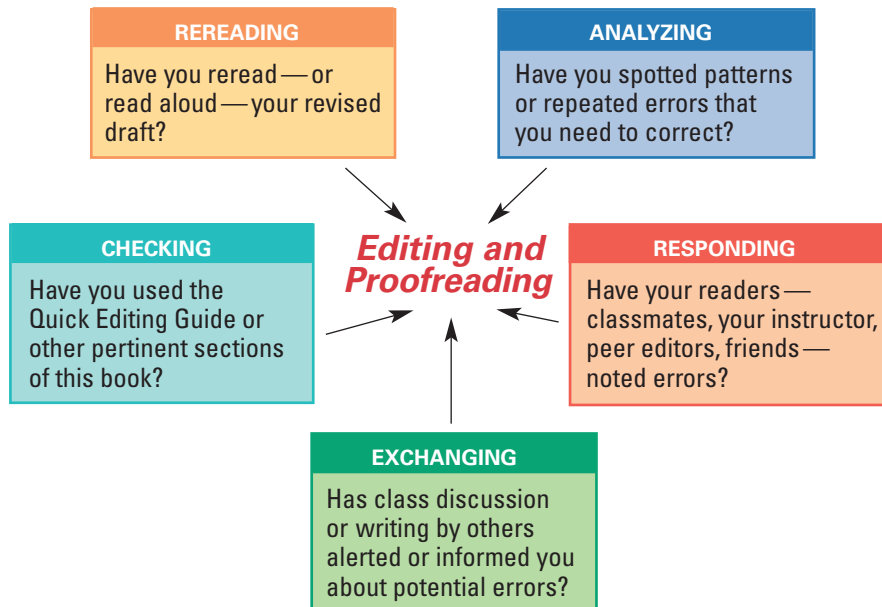 REREADING
Have you reread — or
read aloud — your revised
draft?
ANALYZING
Have you spotted patterns
or repeated errors that
you need to correct?
CHECKING
Have you used the
Quick Editing Guide or
other pertinent sections
of this book?
Editing and
Proofreading
RESPONDING
Have your readers —
classmates, your instructor,
peer editors, friends —
noted errors?
EXCHANGING
Has class discussion
or writing by others
alerted or informed you
about potential errors?